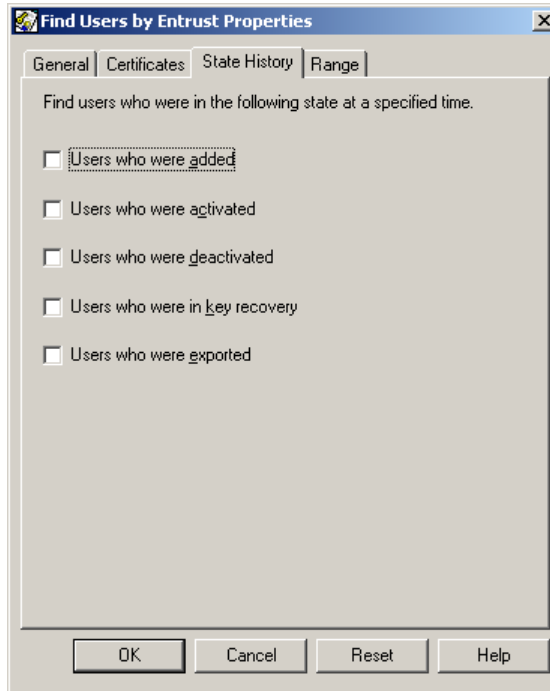 Find Users by Entrust Properties
General Certificates State History Range
Find users who were in the following state at a specified time.
Users who were added
Users who were activated
Users who were deactivated
Users who were in key recovery
Users who were exported
OK Cancel Reset Help